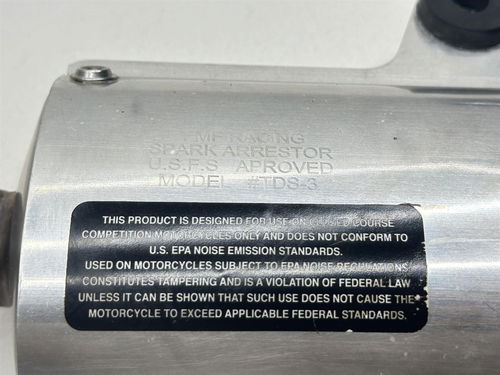 FMF RACING
SPARK ARRESTOR
U.S.F.S APROVED
MODEL #TDS-3
THIS PRODUCT IS DESIGNED FOR USE ON CLOSED COURSE
COMPETITION MOTORCYCLES ONLY AND DOES NOT CONFORM TO
U.S. EPA NOISE EMISSION STANDARDS.
USED ON MOTORCYCLES SUBJECT TO EPA NOISE REGULATIONS
CONSTITUTES TAMPERING AND IS A VIOLATION OF FEDERAL LAW
UNLESS IT CAN BE SHOWN THAT SUCH USE DOES NOT CAUSE THE
MOTORCYCLE TO EXCEED APPLICABLE FEDERAL STANDARDS.